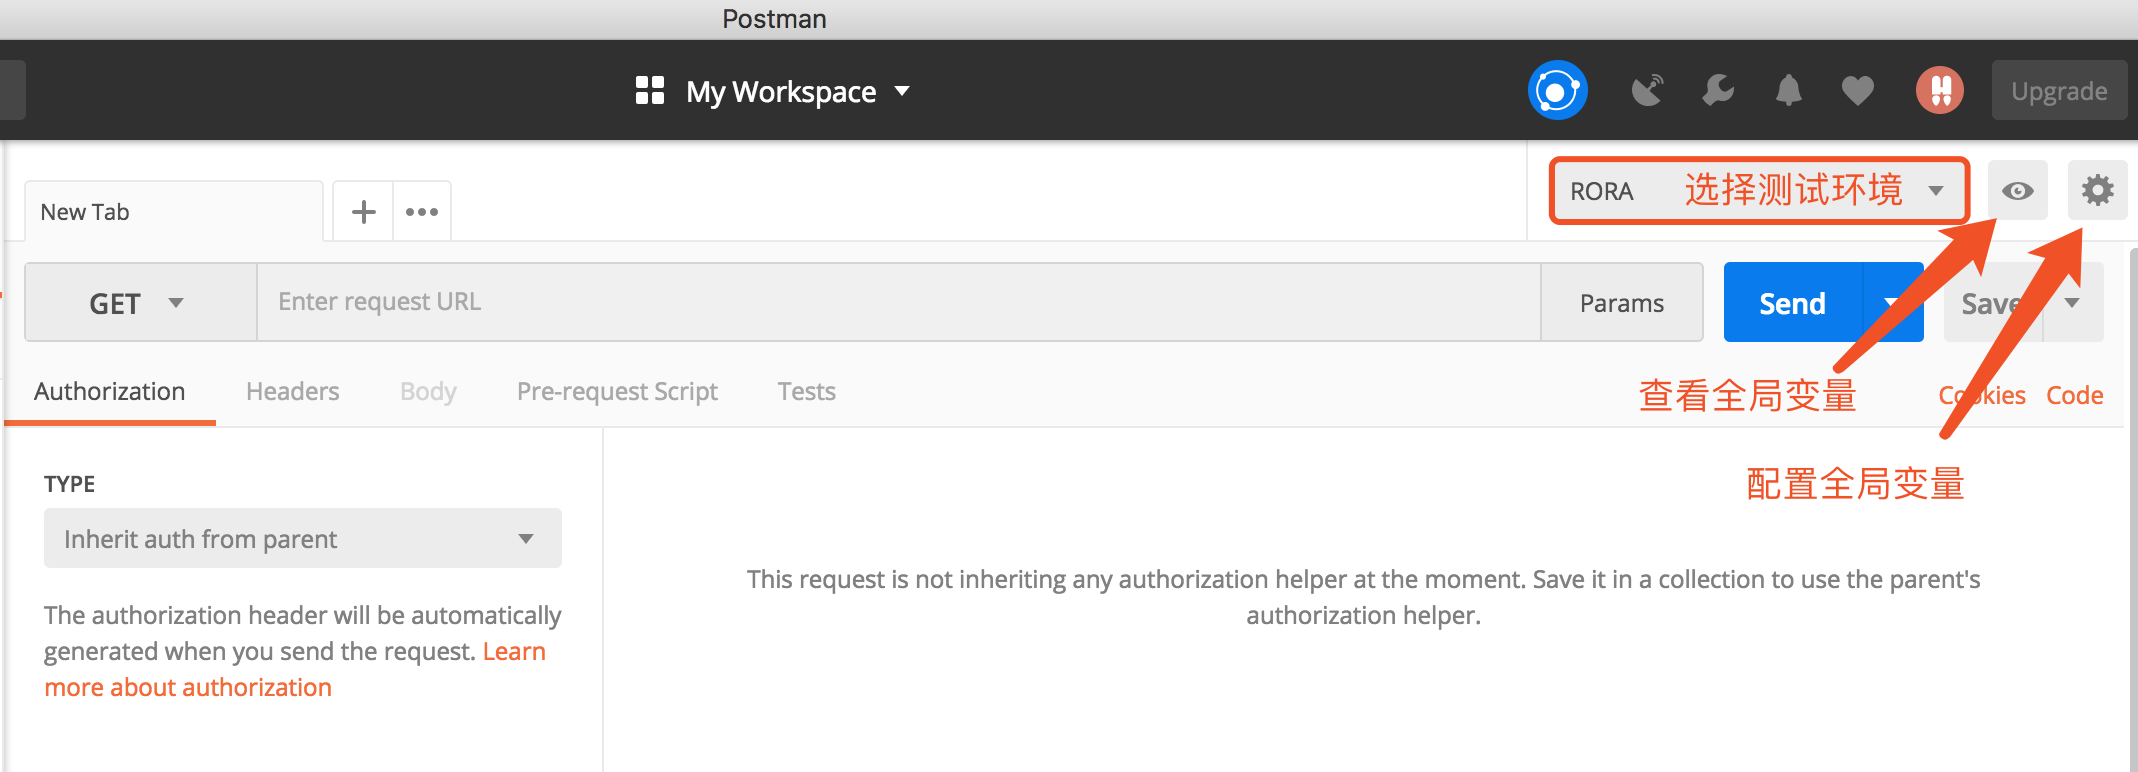 Postman
My Workspace
Upgrade
New Tab
RORA 选择测试环境
GET
Enter request URL
Params
Send
Save
Authorization
Headers
Body
Pre-request Script
Tests
查看全局变量
Cookies
Code
配置全局变量
TYPE
Inherit auth from parent
The authorization header will be automatically
generated when you send the request. Learn
more about authorization
This request is not inheriting any authorization helper at the moment. Save it in a collection to use the parent's
authorization helper.